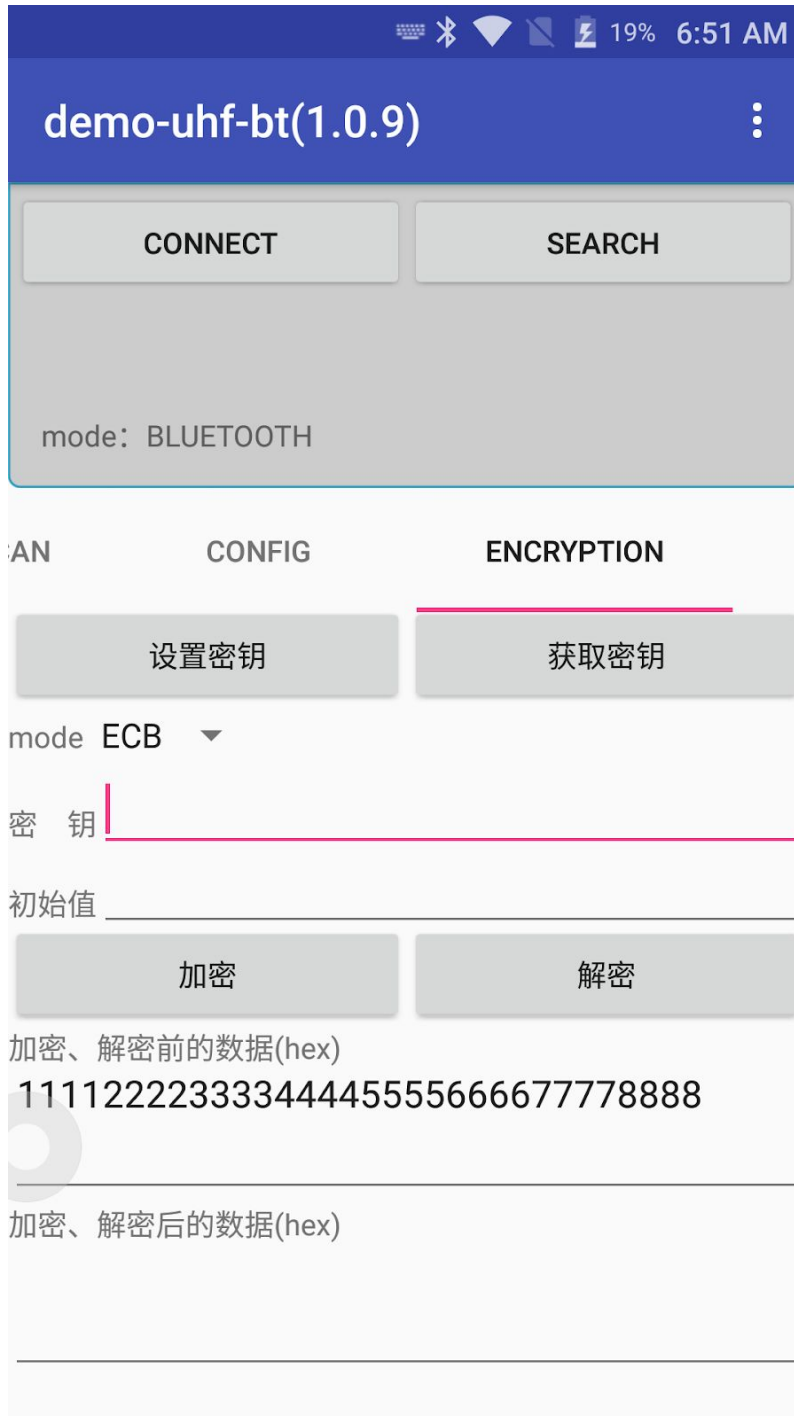 19% 6:51 AM
demo-uhf-bt(1.0.9)
CONNECT SEARCH
mode：BLUETOOTH
AN CONFIG ENCRYPTION
设置密钥 获取密钥
mode ECB
密 钥
初始值
加密 解密
加密、解密前的数据(hex)
11112222333344445555666677778888
加密、解密后的数据(hex)